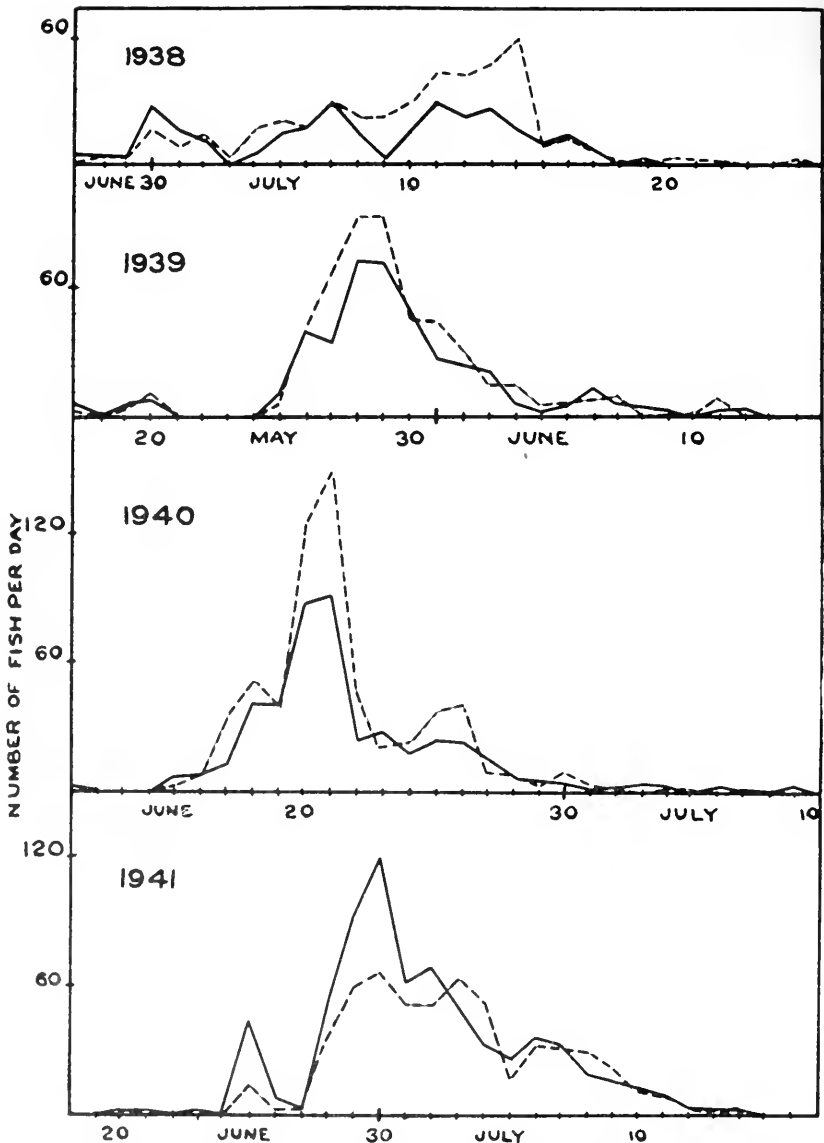 60
1938
JUNE 30 JULY 10 20
60
1939
20 MAY 30 JUNE 10
NUMBER OF FISH PER DAY
120
1940
60
JUNE 20 30 JULY 10
120
1941
60
20 JUNE 30 JULY 10